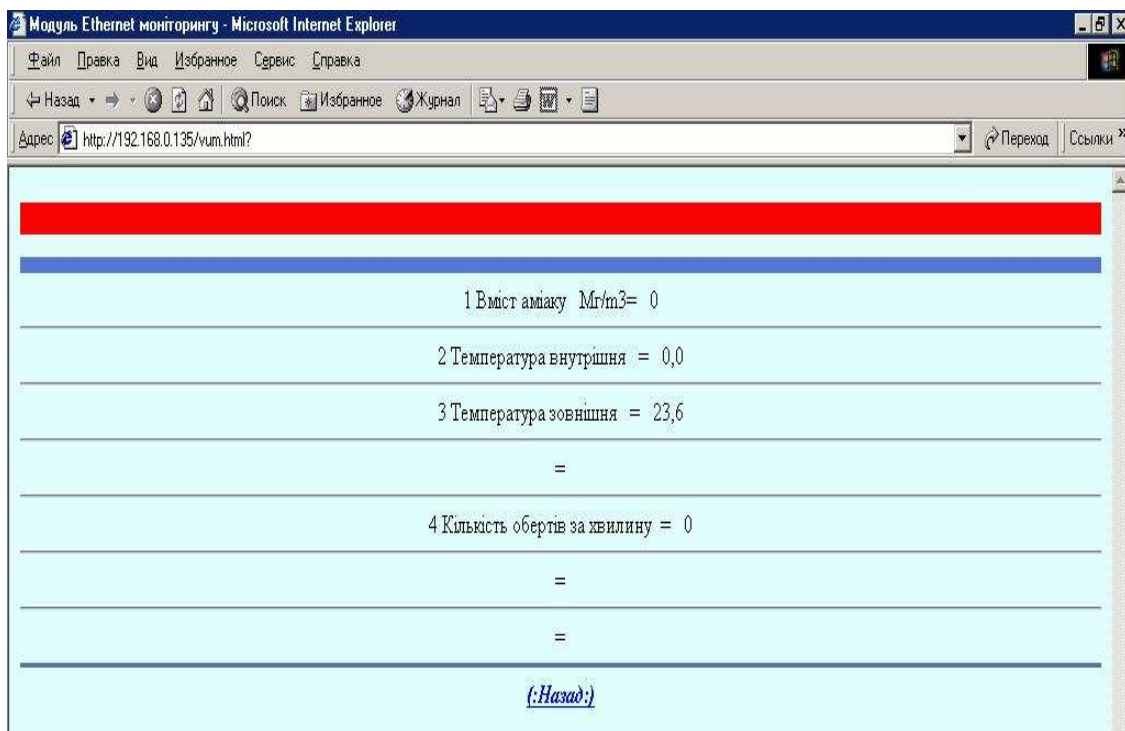 Модуль Ethernet моніторингу - Microsoft Internet Explorer
Файл Правка Вид Избранное Сервис Справка
Назад Поиск Избранное Журнал
Адрес http://192.168.0.135/vum.html? Переход Ссылки »
1 Вміст аміаку Мг/m3= 0
2 Температура внутрішня = 0,0
3 Температура зовнішня = 23,6
=
4 Кількість обертів за хвилину = 0
=
=
(:Назад:)